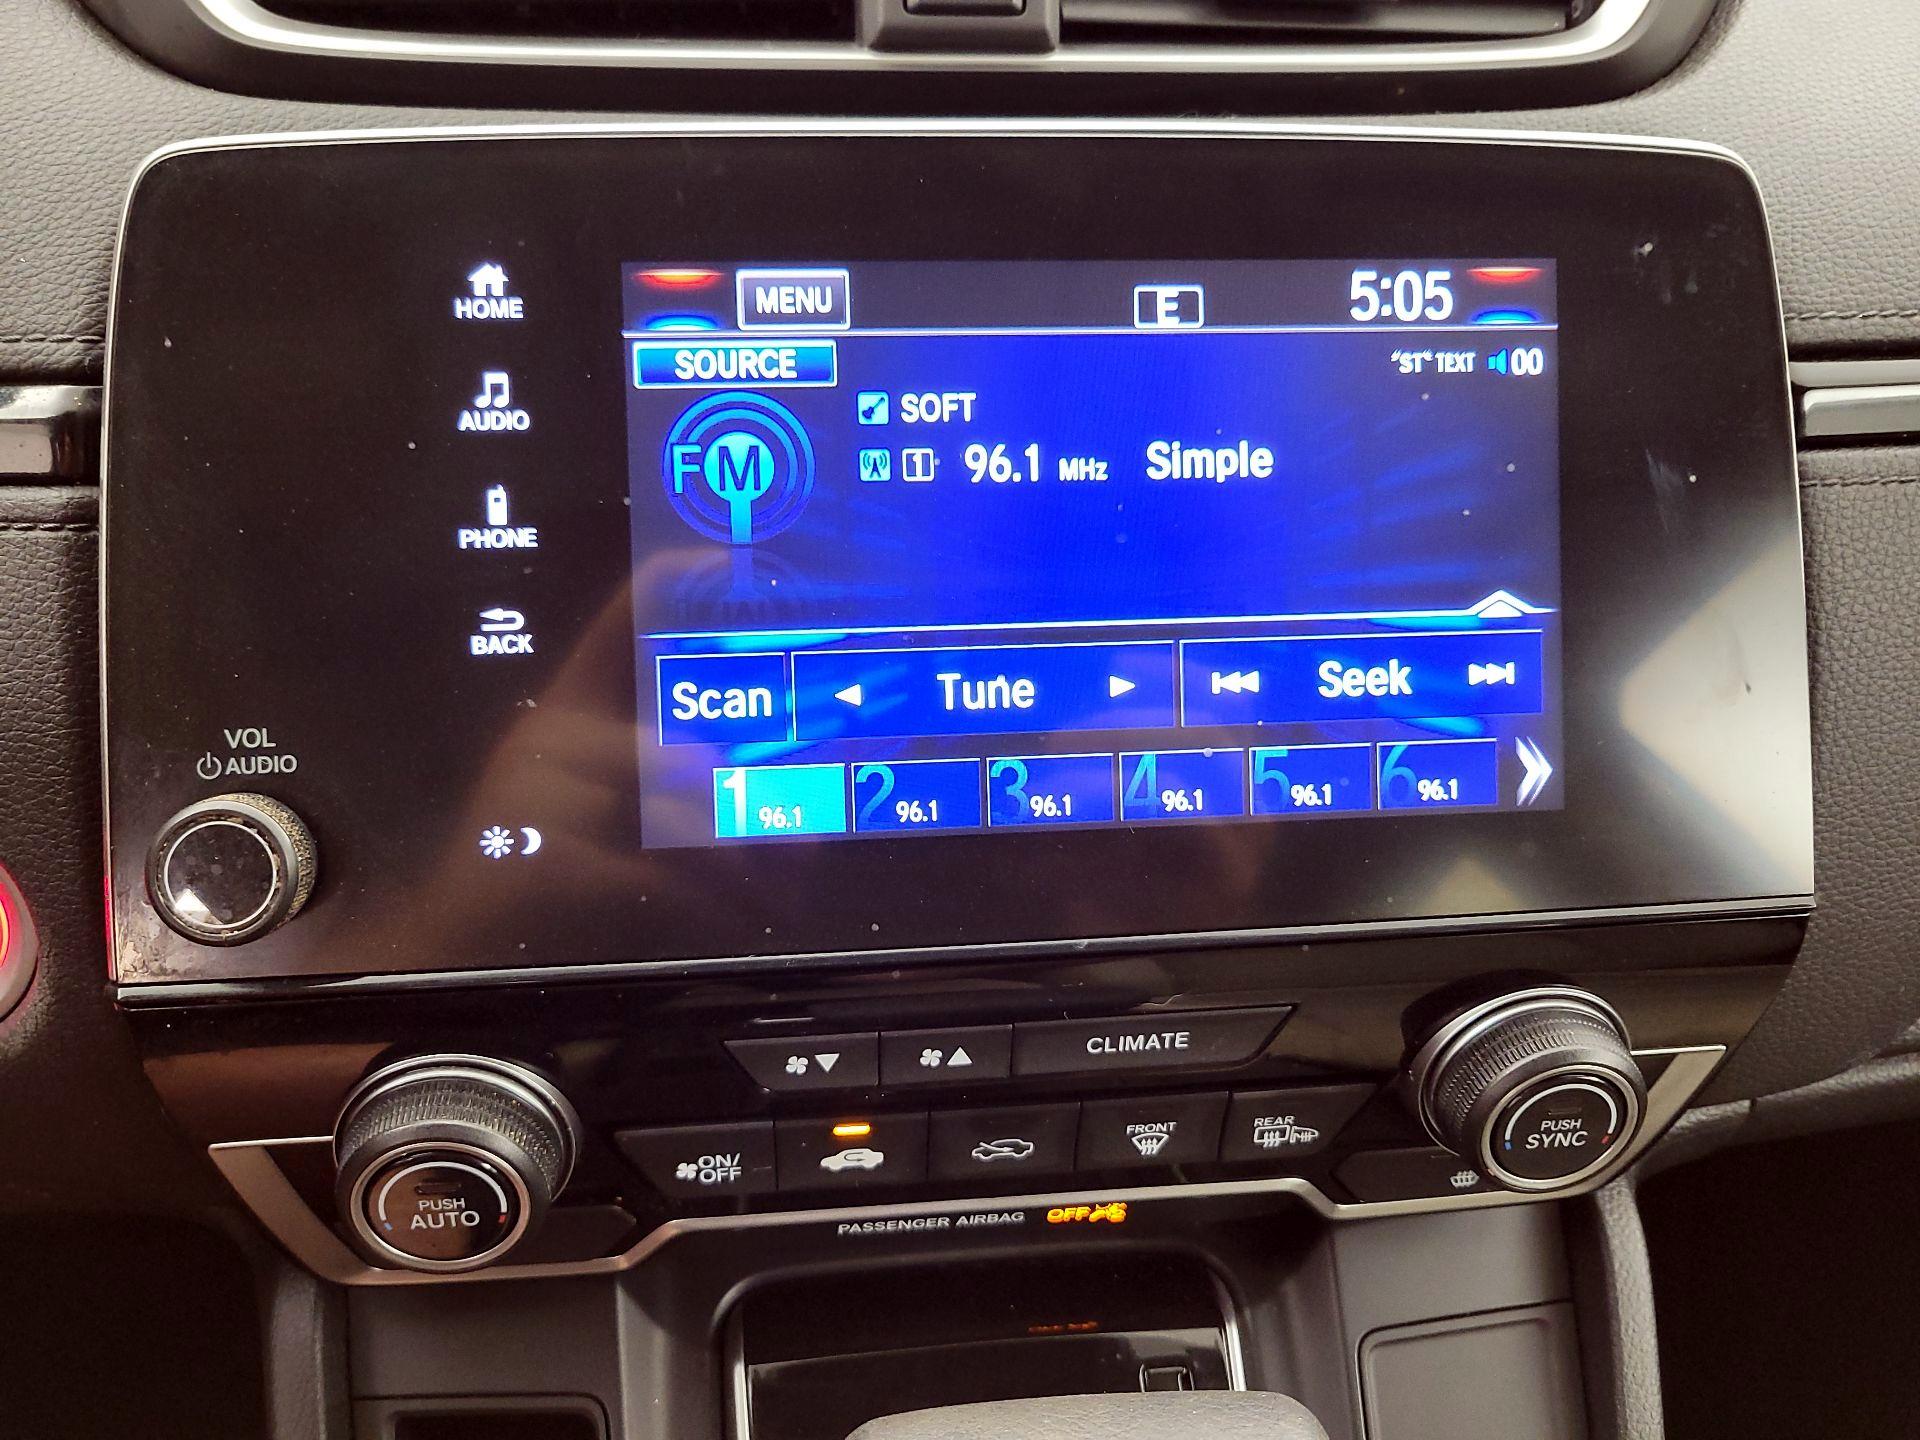 HOME
AUDIO
PHONE
BACK
VOL
AUDIO
MENU
E
5:05
SOURCE
"ST" TEXT 00
FM
SOFT
1 96.1 MHz Simple
Scan
Tune
Seek
1 96.1
2 96.1
3 96.1
4 96.1
5 96.1
6 96.1
CLIMATE
ON/
OFF
FRONT
REAR
PUSH
AUTO
PUSH
SYNC
PASSENGER AIRBAG OFF